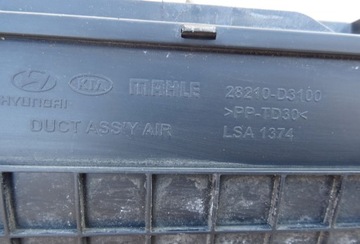 HYUNDAI KIA MAHLE 28210-D3100
>PP-TD30<
DUCT ASS'Y AIR LSA 1374